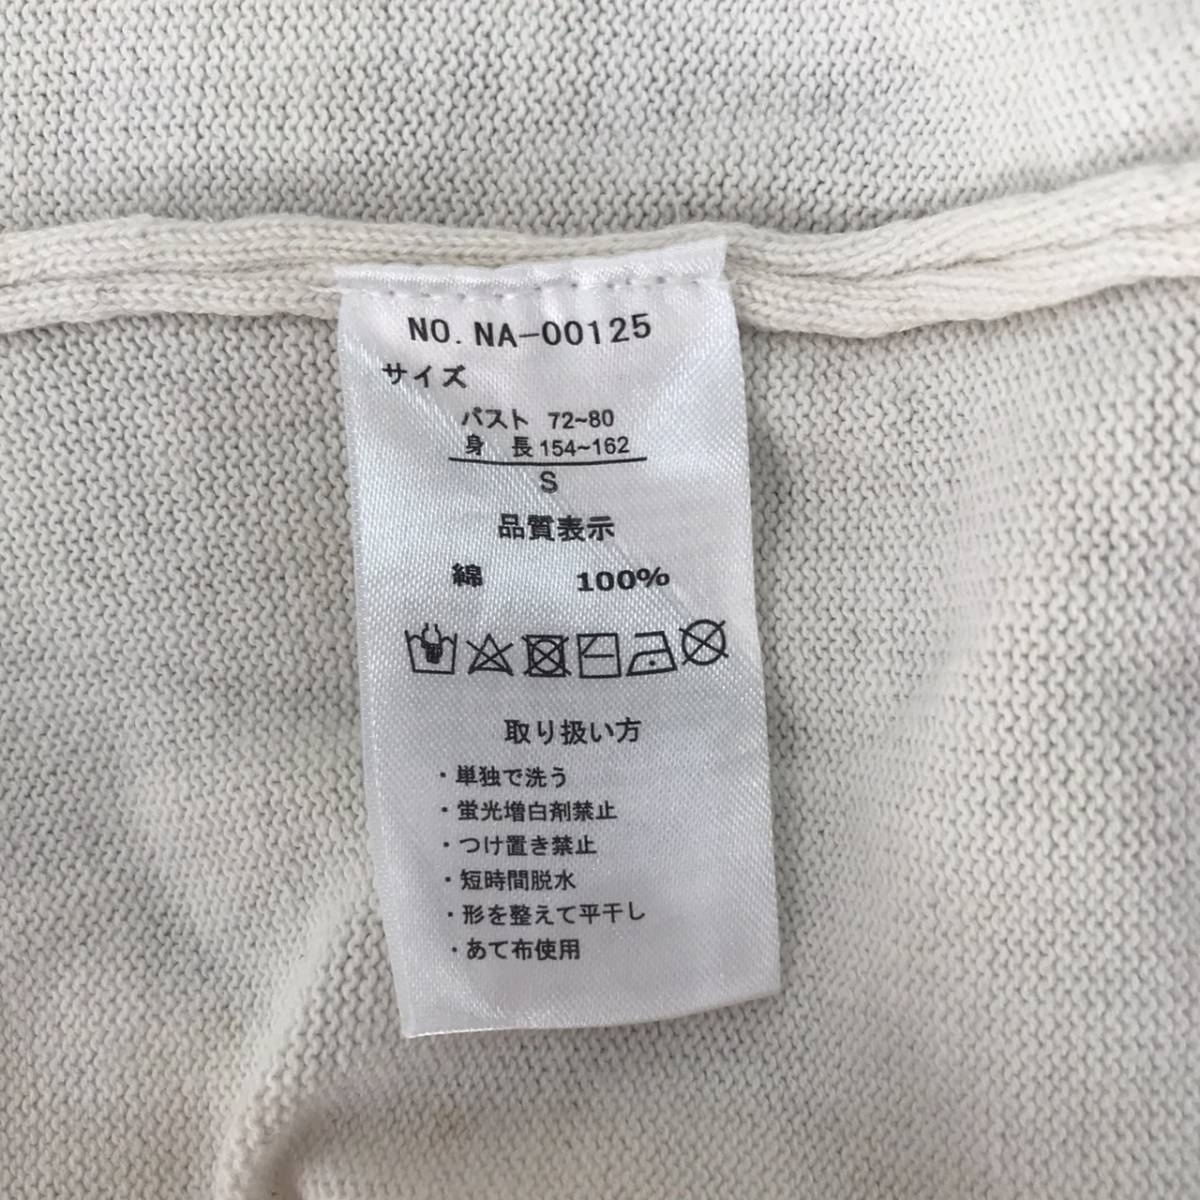 NO. NA-00125
サイズ
バスト 72~80
身 長 154~162
S
品質表示
綿 100%
取り扱い方
・単独で洗う
・蛍光増白剤禁止
・つけ置き禁止
・短時間脱水
・形を整えて平干し
・あて布使用